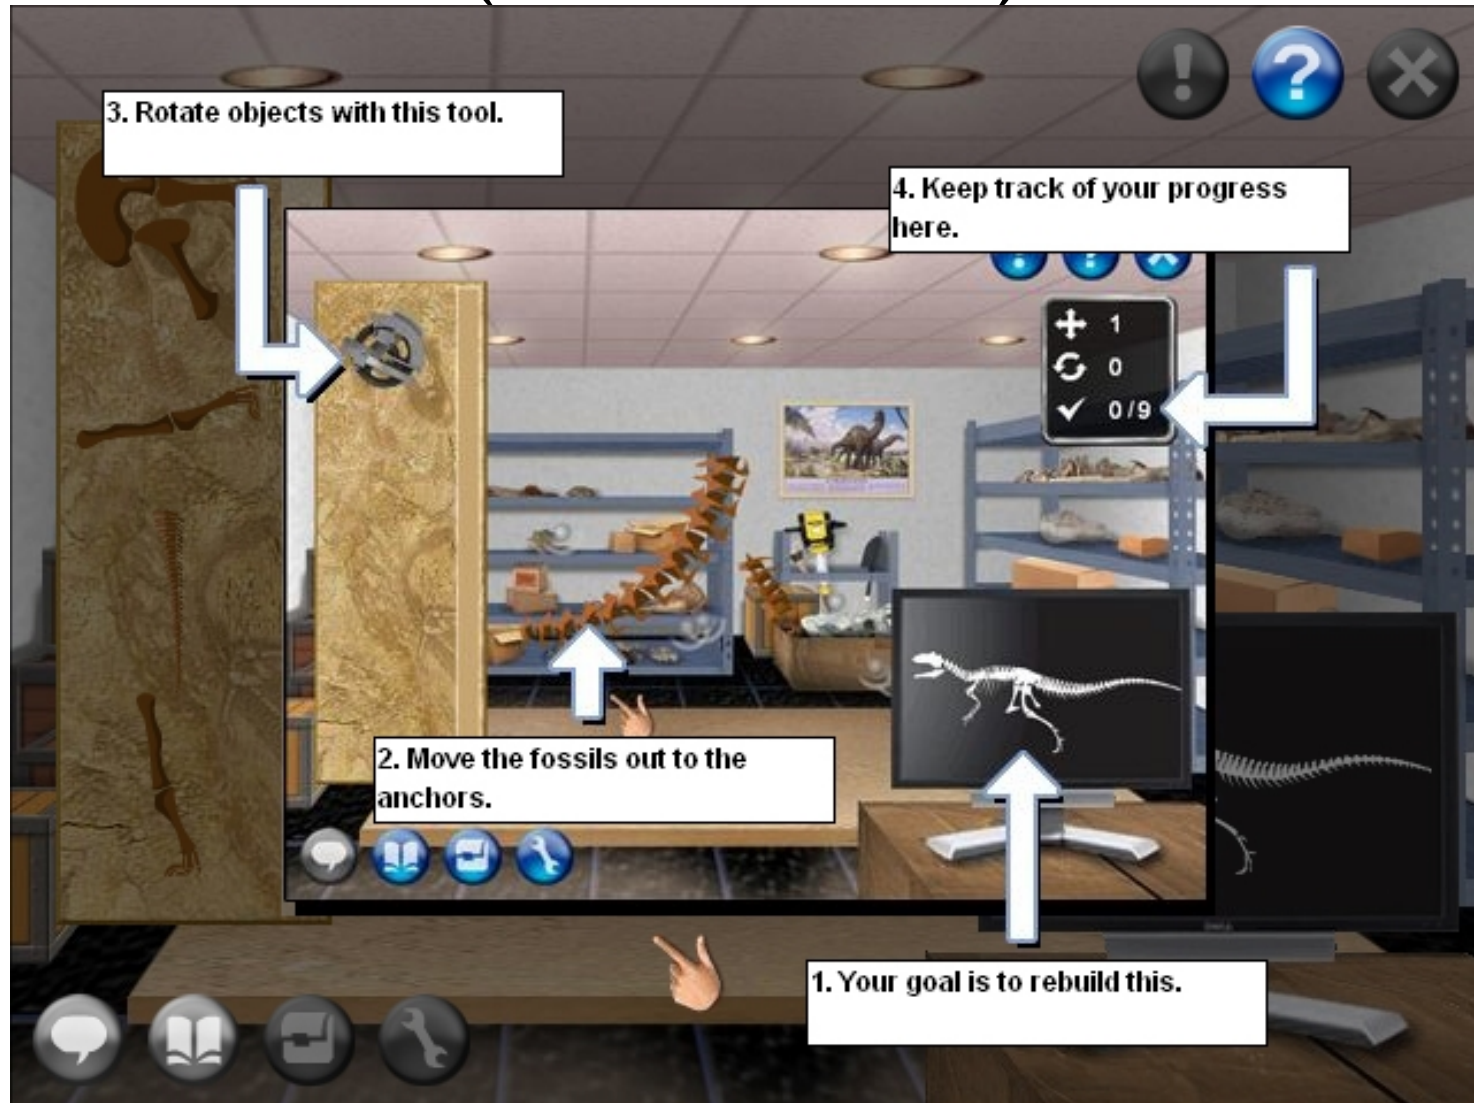 3. Rotate objects with this tool.
4. Keep track of your progress
here.
1
0
0/9
2. Move the fossils out to the
anchors.
1. Your goal is to rebuild this.